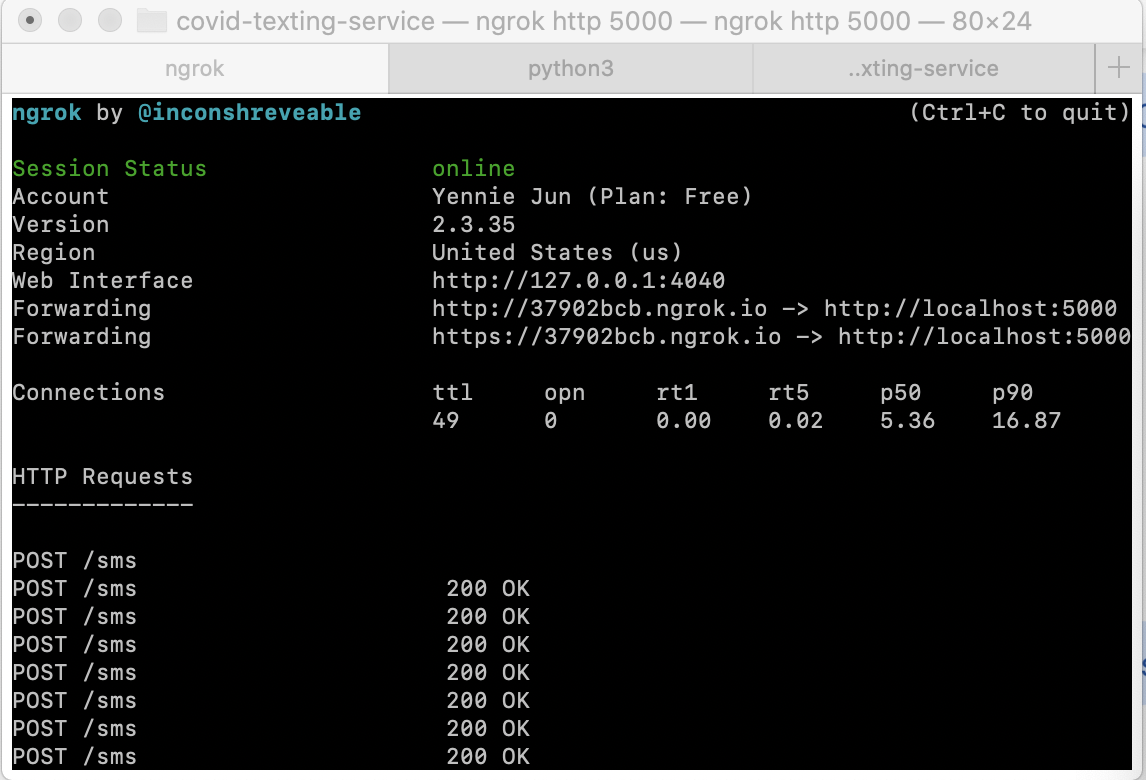 covid-texting-service — ngrok http 5000 — ngrok http 5000 — 80×24
ngrok python3 ..xting-service
ngrok by @inconshreveable (Ctrl+C to quit)
Session Status online
Account Yennie Jun (Plan: Free)
Version 2.3.35
Region United States (us)
Web Interface http://127.0.0.1:4040
Forwarding http://37902bcb.ngrok.io -> http://localhost:5000
Forwarding https://37902bcb.ngrok.io -> http://localhost:5000
Connections ttl opn rt1 rt5 p50 p90
49 0 0.00 0.02 5.36 16.87
HTTP Requests
-------------
POST /sms
POST /sms 200 OK
POST /sms 200 OK
POST /sms 200 OK
POST /sms 200 OK
POST /sms 200 OK
POST /sms 200 OK
POST /sms 200 OK